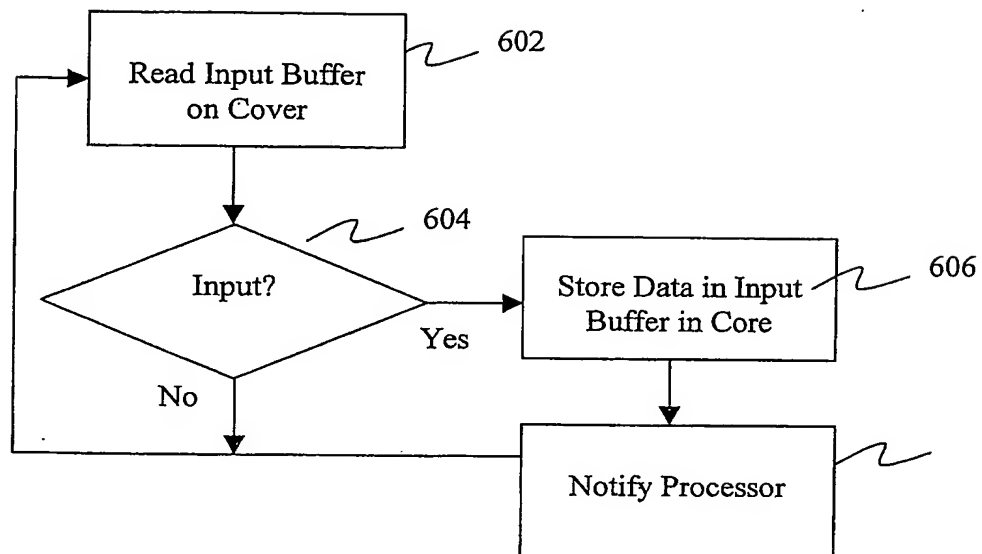 Read Input Buffer
on Cover
602
Input?
604
Yes
No
Store Data in Input
Buffer in Core
606
Notify Processor